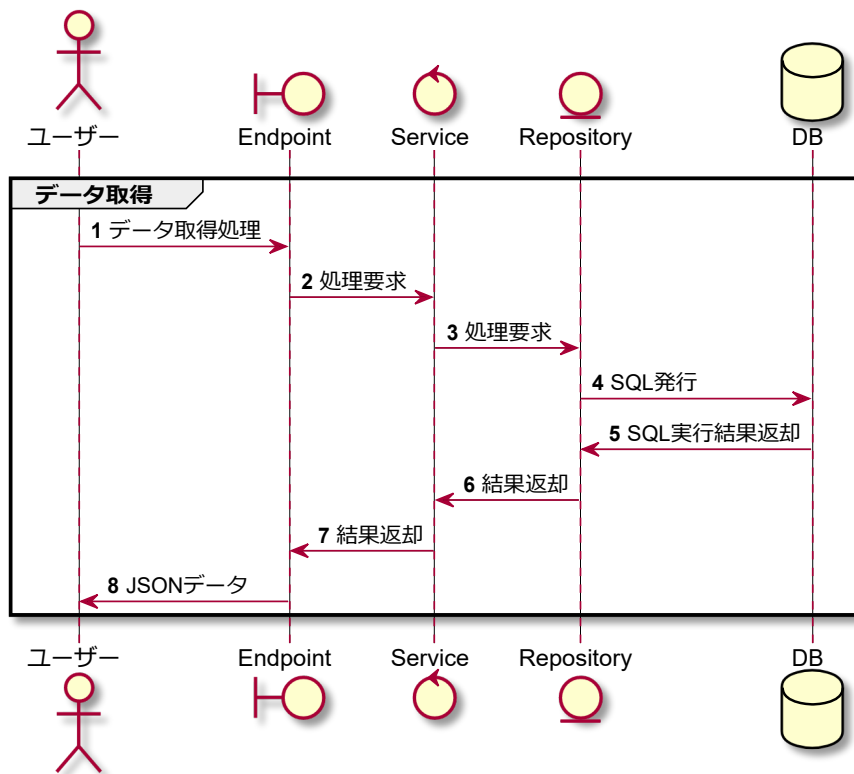 ユーザー
Endpoint
Service
Repository
DB
データ取得
1 データ取得処理
2 処理要求
3 処理要求
4 SQL発行
5 SQL実行結果返却
6 結果返却
7 結果返却
8 JSONデータ
ユーザー
Endpoint
Service
Repository
DB